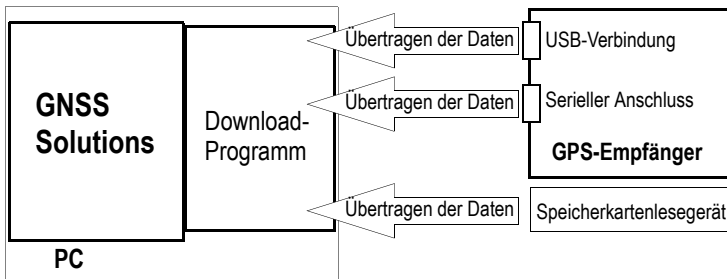 GNSS
Solutions
Download-
Programm
PC
Übertragen der Daten
USB-Verbindung
Übertragen der Daten
Serieller Anschluss
GPS-Empfänger
Übertragen der Daten
Speicherkartenlesegerät